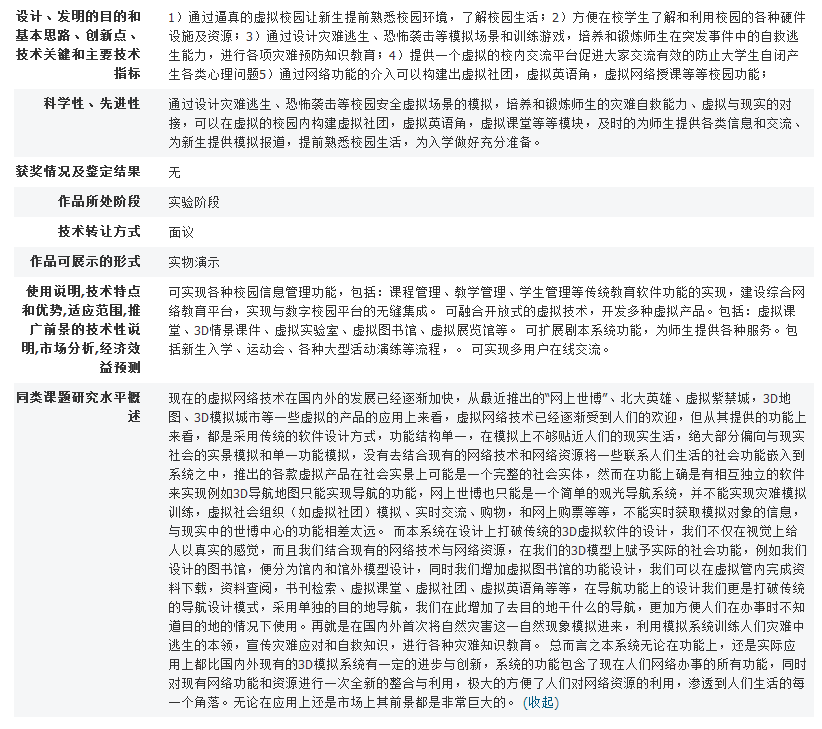 设计、发明的目的和
基本思路、创新点、
技术关键和主要技术
指标
1）通过逼真的虚拟校园让新生提前熟悉校园环境，了解校园生活；2）方便在校学生了解和利用校园的各种硬件
设施及资源；3）通过设计灾难逃生、恐怖袭击等模拟场景和训练游戏，培养和锻炼师生在突发事件中的自救逃
生能力，进行各项灾难预防知识教育；4）提供一个虚拟的校内交流平台促进大家交流有效的防止大学生自闭产
生各类心理问题5）通过网络功能的介入可以构建出虚拟社团，虚拟英语角，虚拟网络授课等等校园功能；
科学性、先进性
通过设计灾难逃生、恐怖袭击等校园安全虚拟场景的模拟，培养和锻炼师生的灾难自救能力、虚拟与现实的对
接，可以在虚拟的校园内构建虚拟社团，虚拟英语角，虚拟课堂等等模块，及时的为师生提供各类信息和交流、
为新生提供模拟报道，提前熟悉校园生活，为入学做好充分准备。
获奖情况及鉴定结果
无
作品所处阶段
实验阶段
技术转让方式
面议
作品可展示的形式
实物演示
使用说明,技术特点
和优势,适应范围,推
广前景的技术性说
明,市场分析,经济效
益预测
可实现各种校园信息管理功能，包括：课程管理、教学管理、学生管理等传统教育软件功能的实现，建设综合网
络教育平台，实现与数字校园平台的无缝集成。 可融合开放式的虚拟技术，开发多种虚拟产品。包括：虚拟课
堂、3D情景课件、虚拟实验室、虚拟图书馆、虚拟展览馆等。 可扩展剧本系统功能，为师生提供各种服务。包
括新生入学、运动会、各种大型活动演练等流程，。 可实现多用户在线交流。
同类课题研究水平概
述
现在的虚拟网络技术在国内外的发展已经逐渐加快，从最近推出的“网上世博”、北大英雄、虚拟紫禁城，3D地
图、3D模拟城市等一些虚拟的产品的应用上来看，虚拟网络技术已经逐渐受到人们的欢迎，但从其提供的功能上
来看，都是采用传统的软件设计方式，功能结构单一，在模拟上不够贴近人们的现实生活，绝大部分偏向与现实
社会的实景模拟和单一功能模拟，没有去结合现有的网络技术和网络资源将一些联系人们生活的社会功能嵌入到
系统之中，推出的各款虚拟产品在社会实景上可能是一个完整的社会实体，然而在功能上确是有相互独立的软件
来实现例如3D导航地图只能实现导航的功能，网上世博也只能是一个简单的观光导航系统，并不能实现灾难模拟
训练，虚拟社会组织（如虚拟社团）模拟、实时交流、购物，和网上购票等等，不能实时获取模拟对象的信息，
与现实中的世博中心的功能相差太远。 而本系统在设计上打破传统的3D虚拟软件的设计，我们不仅在视觉上给
人以真实的感觉，而且我们结合现有的网络技术与网络资源，在我们的3D模型上赋予实际的社会功能，例如我们
设计的图书馆，便分为馆内和馆外模型设计，同时我们增加虚拟图书馆的功能设计，我们可以在虚拟管内完成资
料下载，资料查阅，书刊检索、虚拟课堂、虚拟社团、虚拟英语角等等，在导航功能上的设计我们更是打破传统
的导航设计模式，采用单独的目的地导航，我们在此增加了去目的地干什么的导航，更加方便人们在办事时不知
道目的地的情况下使用。再就是在国内外首次将自然灾害这一自然现象模拟进来，利用模拟系统训练人们灾难中
逃生的本领，宣传灾难应对和自救知识，进行各种灾难知识教育。 总而言之本系统无论在功能上，还是实际应
用上都比国内外现有的3D模拟系统有一定的进步与创新，系统的功能包含了现在人们网络办事的所有功能，同时
对现有网络功能和资源进行一次全新的整合与利用，极大的方便了人们对网络资源的利用，渗透到人们生活的每
一个角落。无论在应用上还是市场上其前景都是非常巨大的。 (收起)